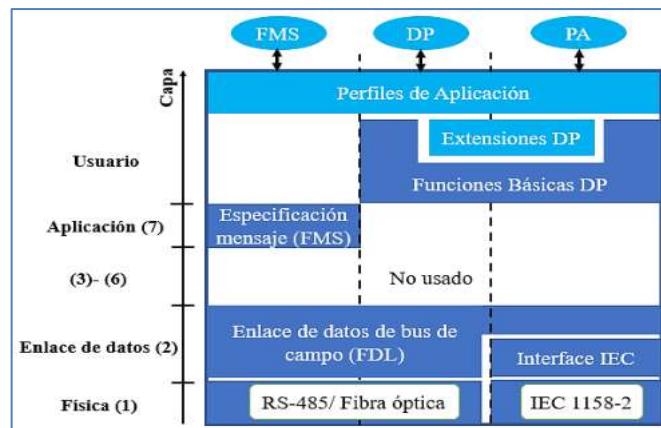 FMS
DP
PA
Capa
Perfiles de Aplicación
Extensiones DP
Usuario
Funciones Básicas DP
Aplicación (7)
Especificación
mensaje (FMS)
(3)- (6)
No usado
Enlace de datos (2)
Enlace de datos de bus de
campo (FDL)
Interface IEC
Física (1)
RS-485/ Fibra óptica
IEC 1158-2